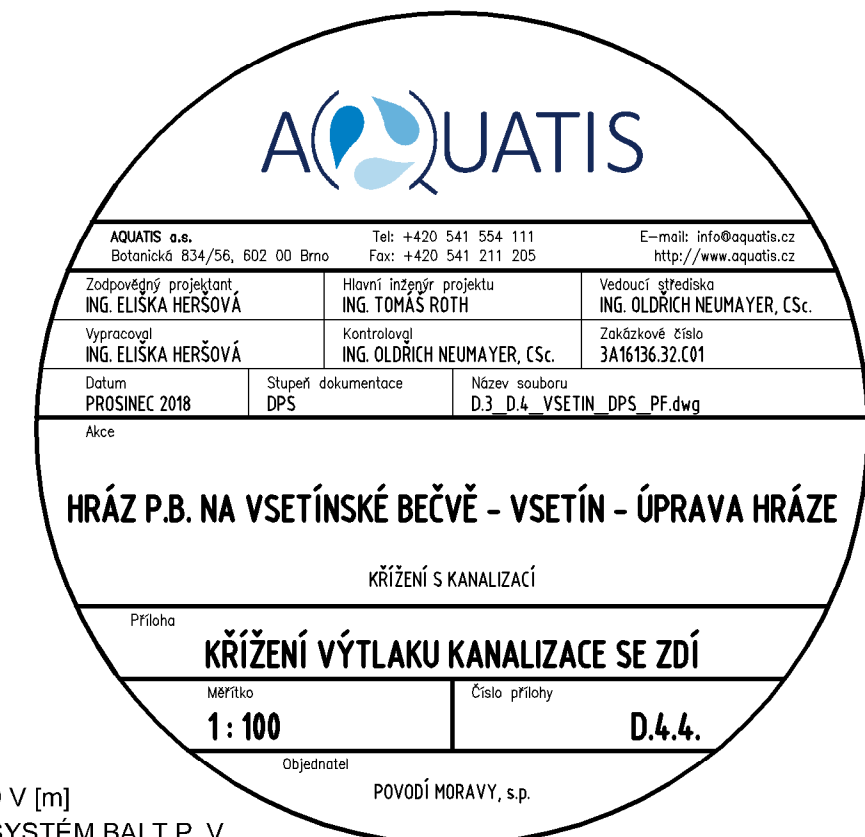 AQUATIS
AQUATIS a.s. Tel: +420 541 554 111 E-mail: info@aquatis.cz
Botanická 834/56, 602 00 Brno Fax: +420 541 211 205 http://www.aquatis.cz
Zodpovědný projektant Hlavní inženýr projektu Vedoucí střediska
ING. ELIŠKA HERŠOVÁ ING. TOMÁŠ ROTH ING. OLDŘICH NEUMAYER, CSc.
Vypracoval Kontroloval Zakázkové číslo
ING. ELIŠKA HERŠOVÁ ING. OLDŘICH NEUMAYER, CSc. 3A16136.32.C01
Datum Stupeň dokumentace Název souboru
PROSINEC 2018 DPS D.3_D.4_VSETIN_DPS_PF.dwg
Akce
HRÁZ P.B. NA VSETÍNSKÉ BEČVĚ - VSETÍN - ÚPRAVA HRÁZE
KŘÍŽENÍ S KANALIZACÍ
Příloha
KŘÍŽENÍ VÝTLAKU KANALIZACE SE ZDÍ
Měřítko Číslo přílohy
1 : 100 D.4.4.
Objednatel
POVODÍ MORAVY, s.p.
V [m]
SYSTÉM BALT P. V.